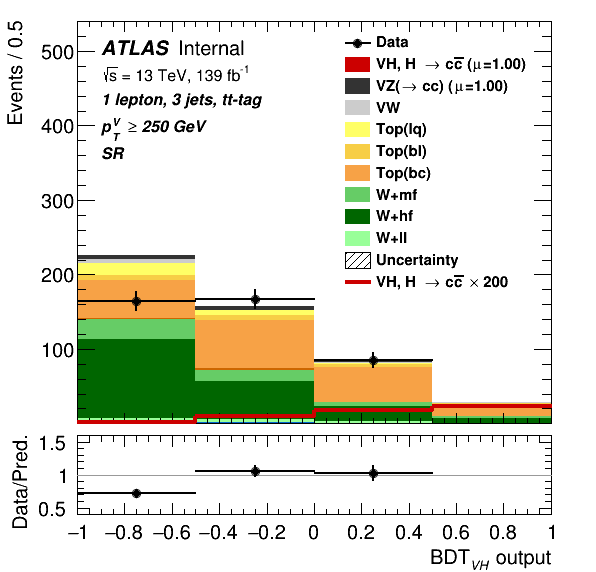 Events / 0.5
500
400
300
200
100
ATLAS Internal
√s = 13 TeV, 139 fb⁻¹
1 lepton, 3 jets, tt-tag
p_T^V ≥ 250 GeV
SR
Data
VH, H → cc̅ (μ=1.00)
VZ(→ cc) (μ=1.00)
VW
Top(lq)
Top(bl)
Top(bc)
W+mf
W+hf
W+ll
Uncertainty
VH, H → cc̅ × 200
Data/Pred.
1.5
1
0.5
−1 −0.8 −0.6 −0.4 −0.2 0 0.2 0.4 0.6 0.8 1
BDT_VH output